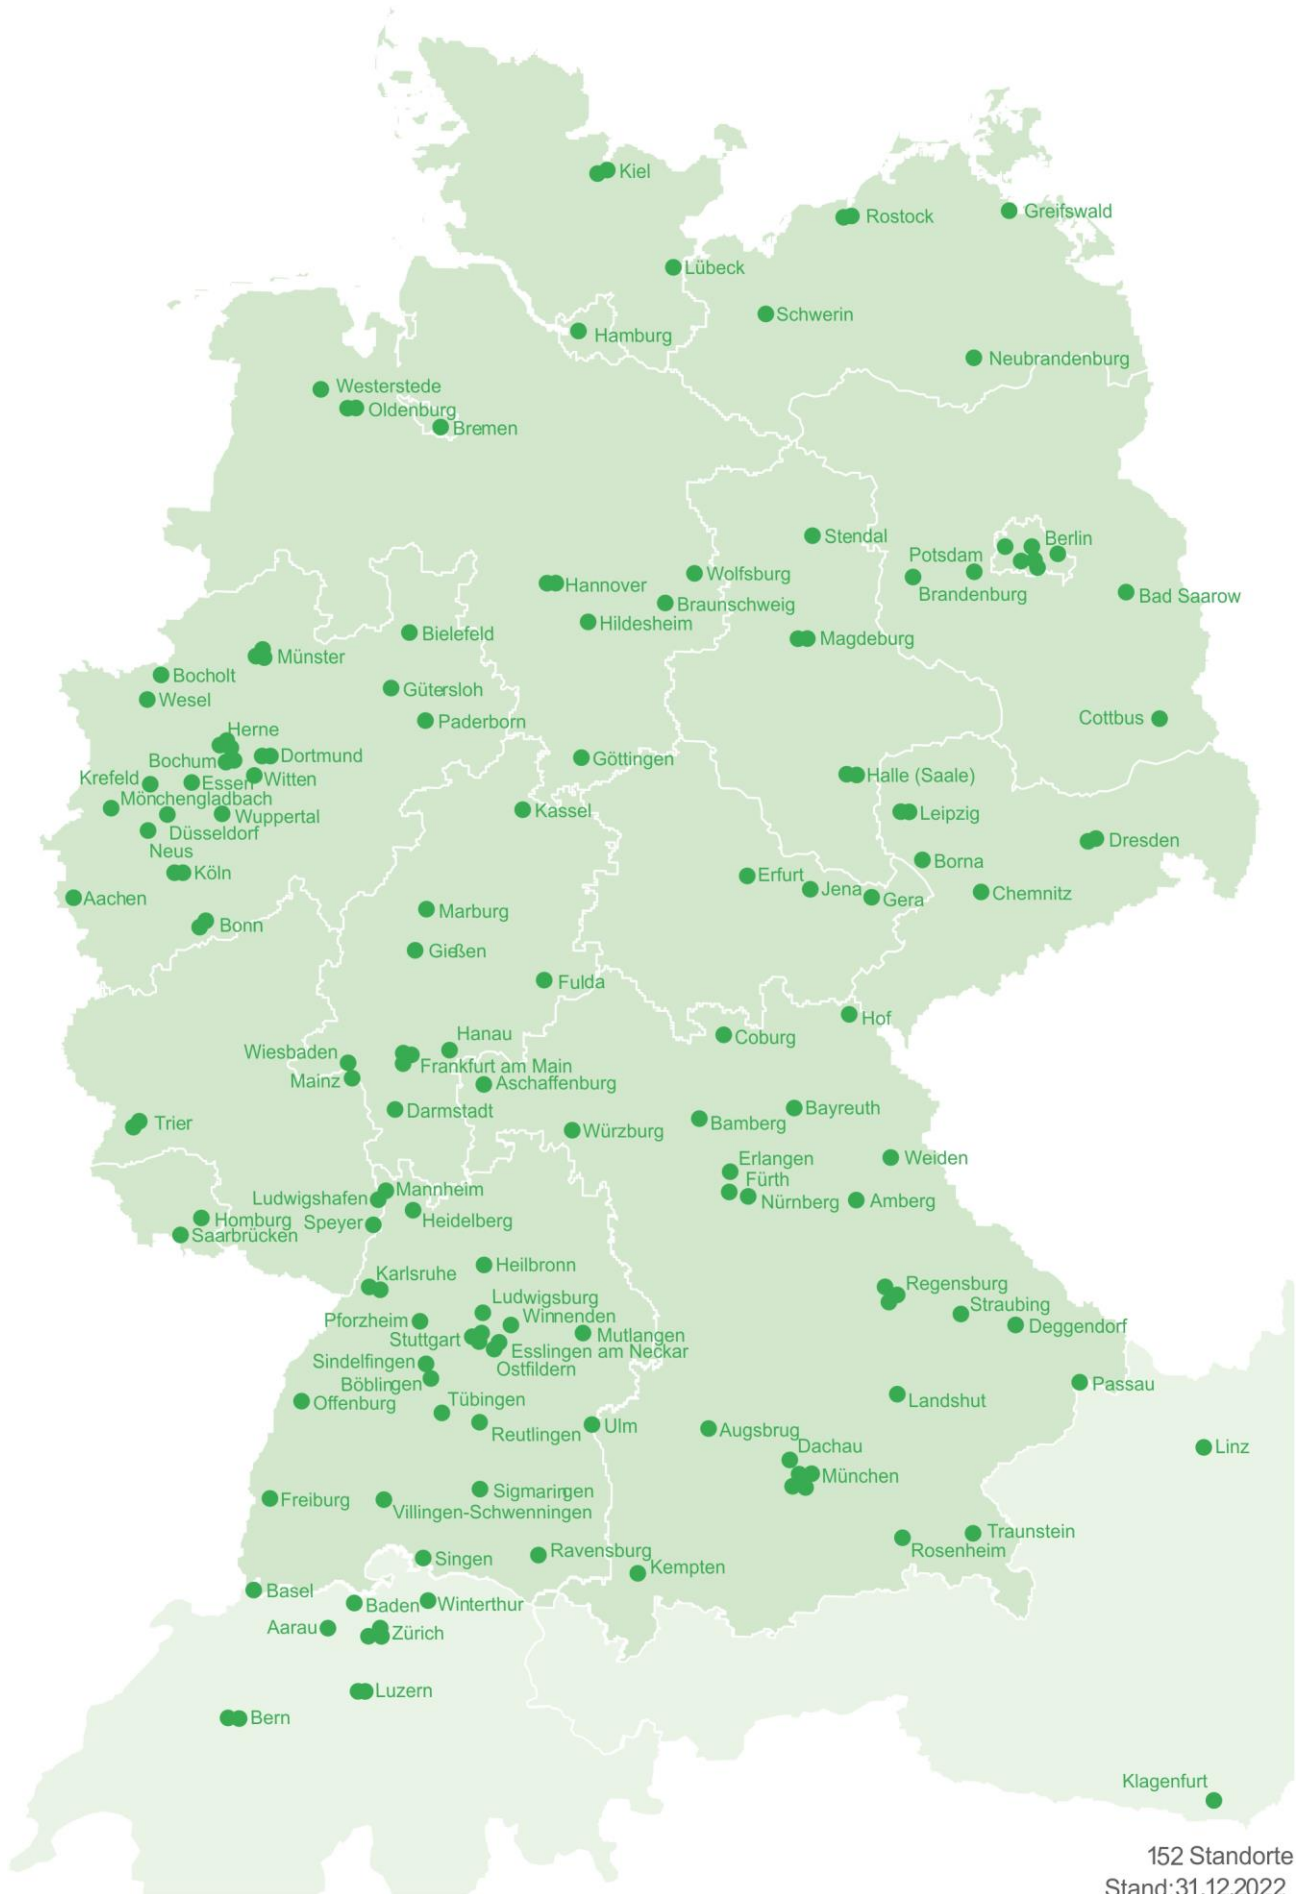 Kiel
Rostock
Greifswald
Lübeck
Schwerin
Hamburg
Neubrandenburg
Westerstede
Oldenburg
Bremen
Stendal
Berlin
Potsdam
Wolfsburg
Hannover
Brandenburg
Bad Saarow
Braunschweig
Hildesheim
Bielefeld
Magdeburg
Münster
Bocholt
Gütersloh
Wesel
Paderborn
Cottbus
Herne
Dortmund
Bochum
Göttingen
Krefeld
Essen
Witten
Halle (Saale)
Mönchengladbach
Kassel
Leipzig
Wuppertal
Düsseldorf
Dresden
Neus
Borna
Köln
Erfurt
Jena
Chemnitz
Aachen
Gera
Marburg
Bonn
Gießen
Fulda
Hof
Hanau
Coburg
Wiesbaden
Frankfurt am Main
Mainz
Aschaffenburg
Darmstadt
Bayreuth
Trier
Bamberg
Würzburg
Erlangen
Weiden
Fürth
Mannheim
Ludwigshafen
Nürnberg
Amberg
Homburg
Speyer
Heidelberg
Saarbrücken
Heilbronn
Karlsruhe
Regensburg
Ludwigsburg
Straubing
Winnenden
Pforzheim
Deggendorf
Stuttgart
Mutlangen
Esslingen am Neckar
Sindelfingen
Ostfildern
Böblingen
Passau
Offenburg
Tübingen
Landshut
Reutlingen
Ulm
Augsbrug
Dachau
Linz
München
Sigmaringen
Freiburg
Villingen-Schwenningen
Traunstein
Rosenheim
Singen
Ravensburg
Kempten
Basel
Baden
Winterthur
Aarau
Zürich
Luzern
Bern
Klagenfurt
152 Standorte
Stand:31.12.2022